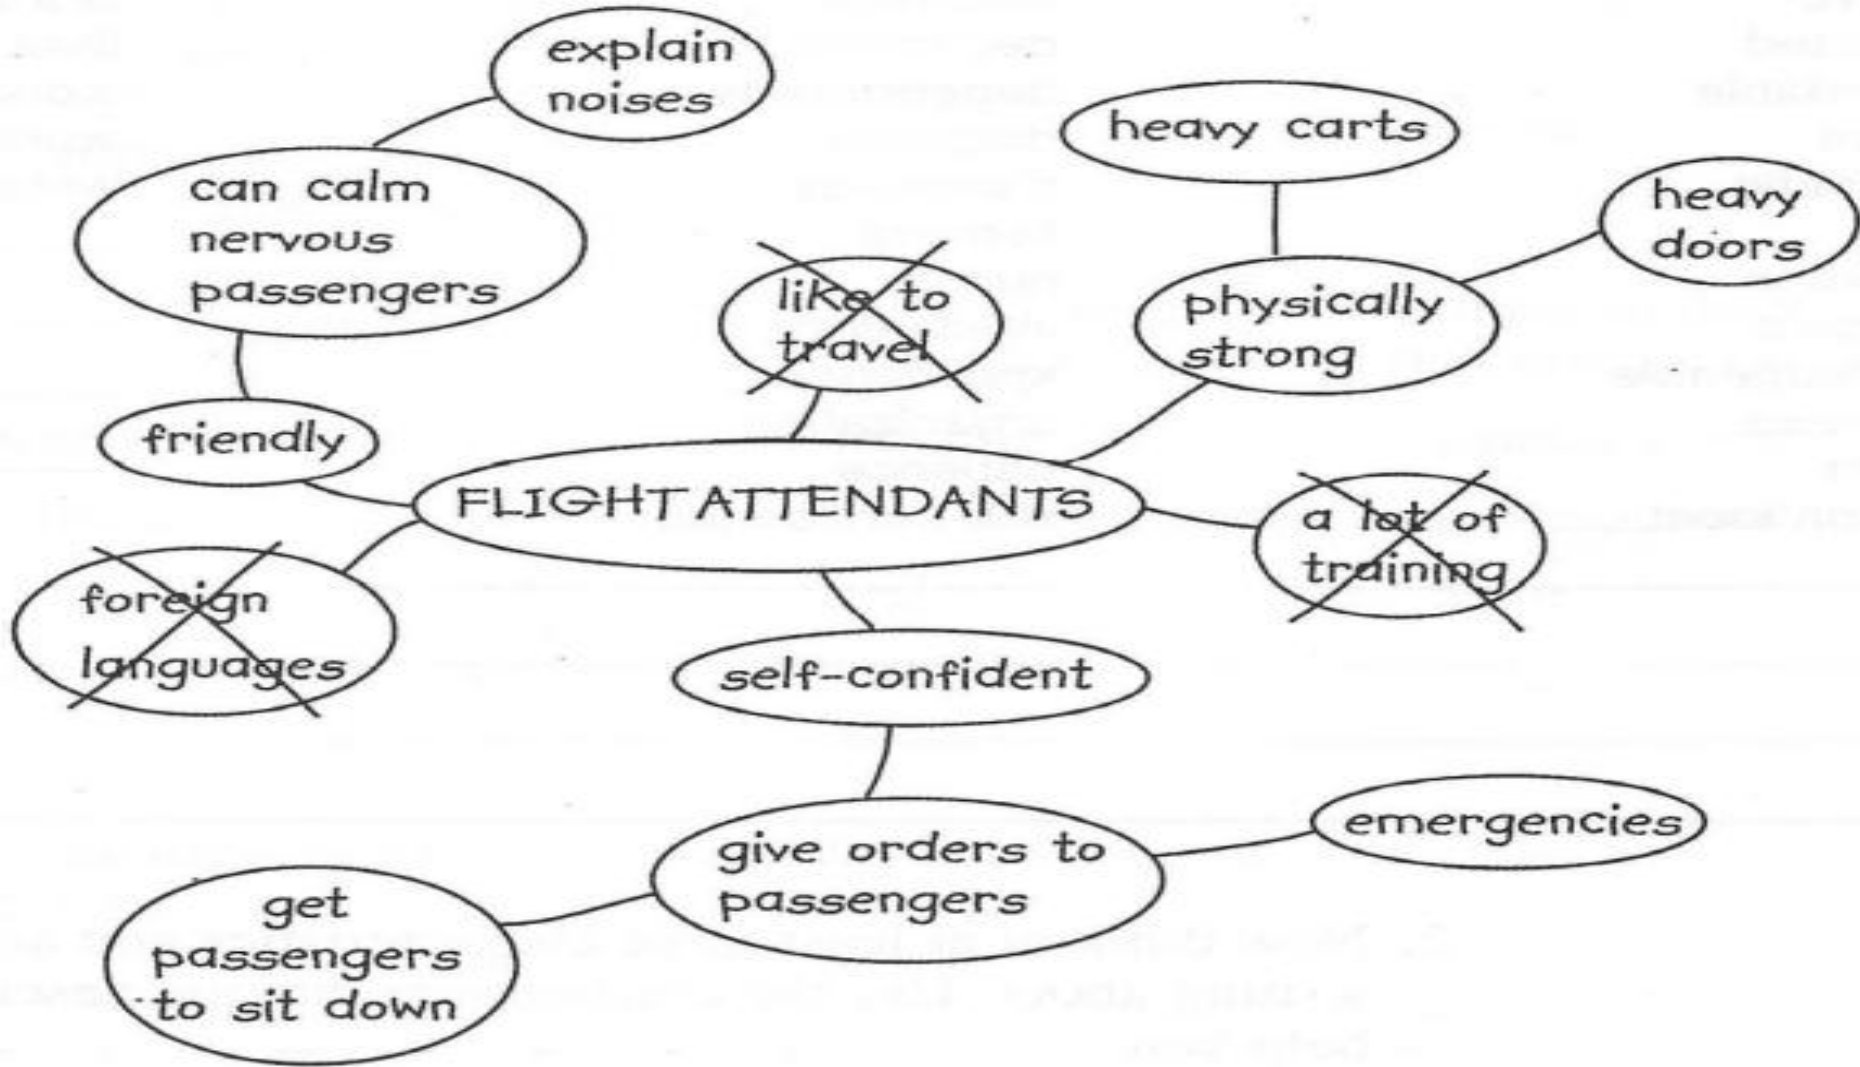 explain
noises
heavy carts
can calm
nervous
passengers
heavy
doors
like to
travel
physically
strong
friendly
FLIGHT ATTENDANTS
a lot of
training
foreign
languages
self-confident
give orders to
passengers
emergencies
get
passengers
to sit down